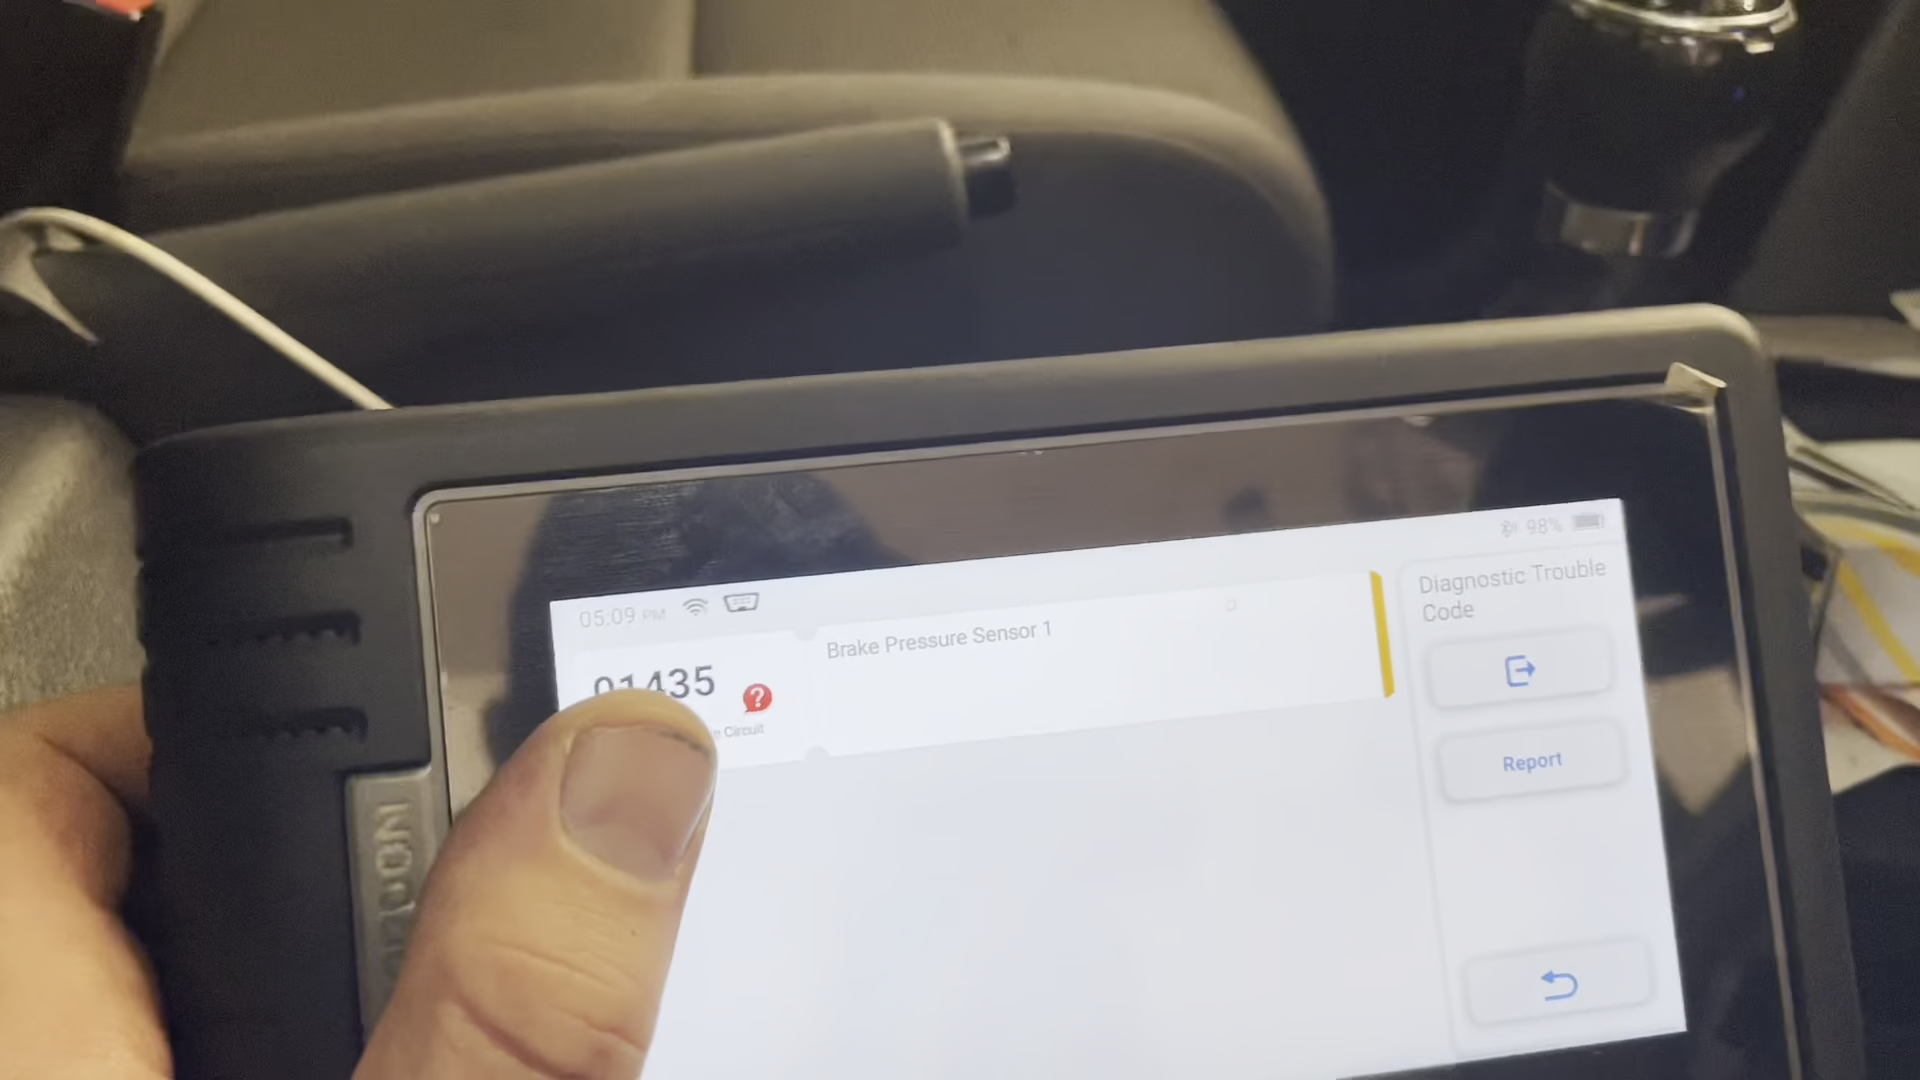 05:09 PM
98%
01435
Brake Pressure Sensor 1
Circuit
Diagnostic Trouble
Code
Report